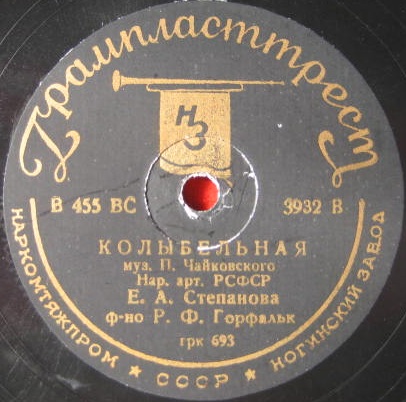 Грампласттрест
НЗ
В 455 ВС
3932 В
КОЛЫБЕЛЬНАЯ
муз. П. Чайковского
Нар. арт. РСФСР
Е. А. Степанова
ф-но Р. Ф. Горфальк
грк 693
НАРКОМТЯЖПРОМ ★ СССР ★ НОГИНСКИЙ ЗАВОД